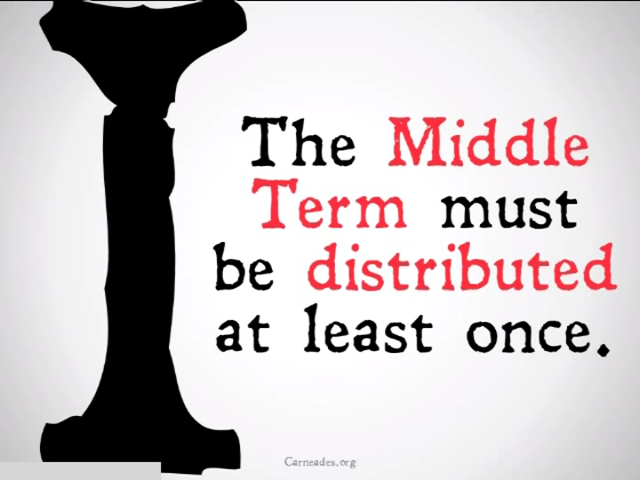 The Middle
Term must
be distributed
at least once.
Carneades.org